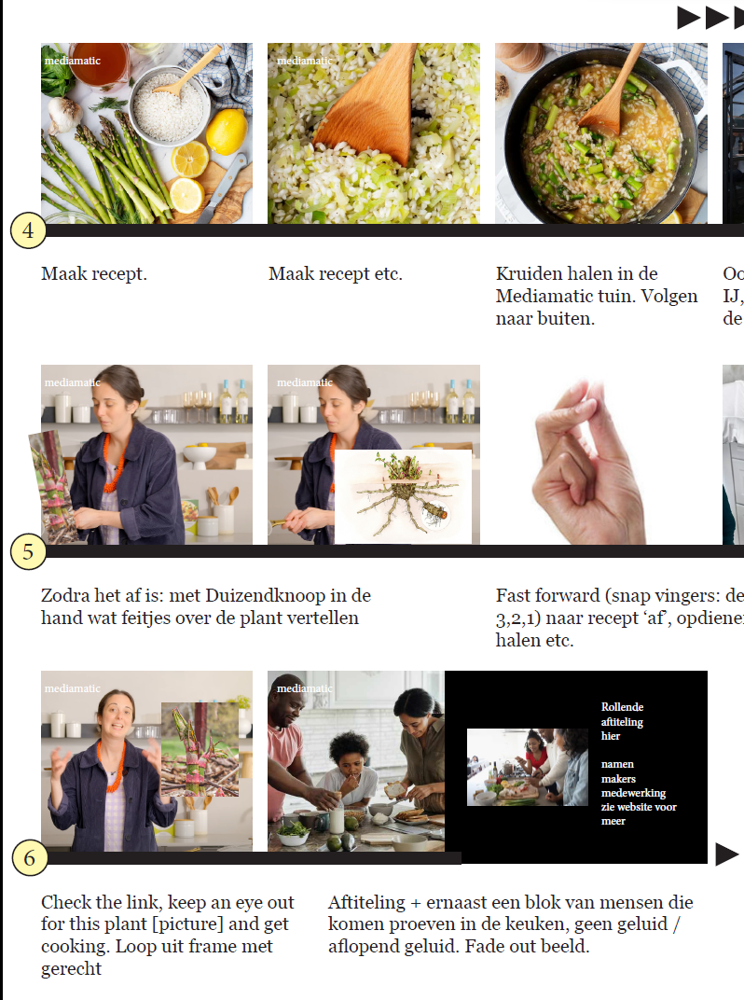 mediamatic
mediamatic
4
Maak recept.
Maak recept etc.
Kruiden halen in de
Mediamatic tuin. Volgen
naar buiten.
IJ,
de
mediamatic
mediamatic
5
Zodra het af is: met Duizendknoop in de
hand wat feitjes over de plant vertellen
Fast forward (snap vingers: de
3,2,1) naar recept ‘af’, opdiene
halen etc.
mediamatic
mediamatic
Rollende
aftiteling
hier
namen
makers
medewerking
zie website voor
meer
6
Check the link, keep an eye out
for this plant [picture] and get
cooking. Loop uit frame met
gerecht
Aftiteling + ernaast een blok van mensen die
komen proeven in de keuken, geen geluid /
aflopend geluid. Fade out beeld.